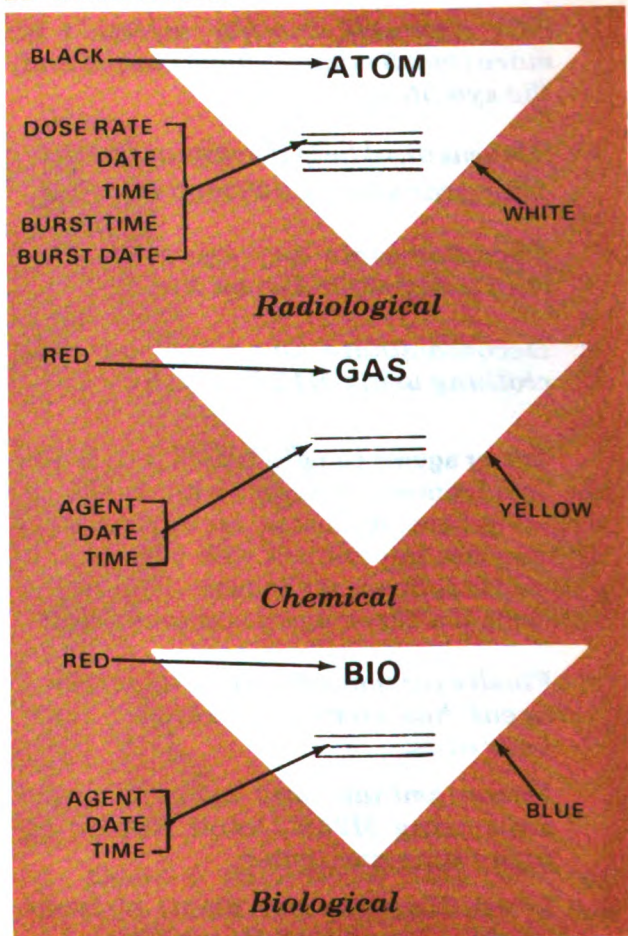 BLACK
ATOM
DOSE RATE
DATE
TIME
BURST TIME
BURST DATE
WHITE
Radiological
RED
GAS
AGENT
DATE
TIME
YELLOW
Chemical
RED
BIO
AGENT
DATE
TIME
BLUE
Biological